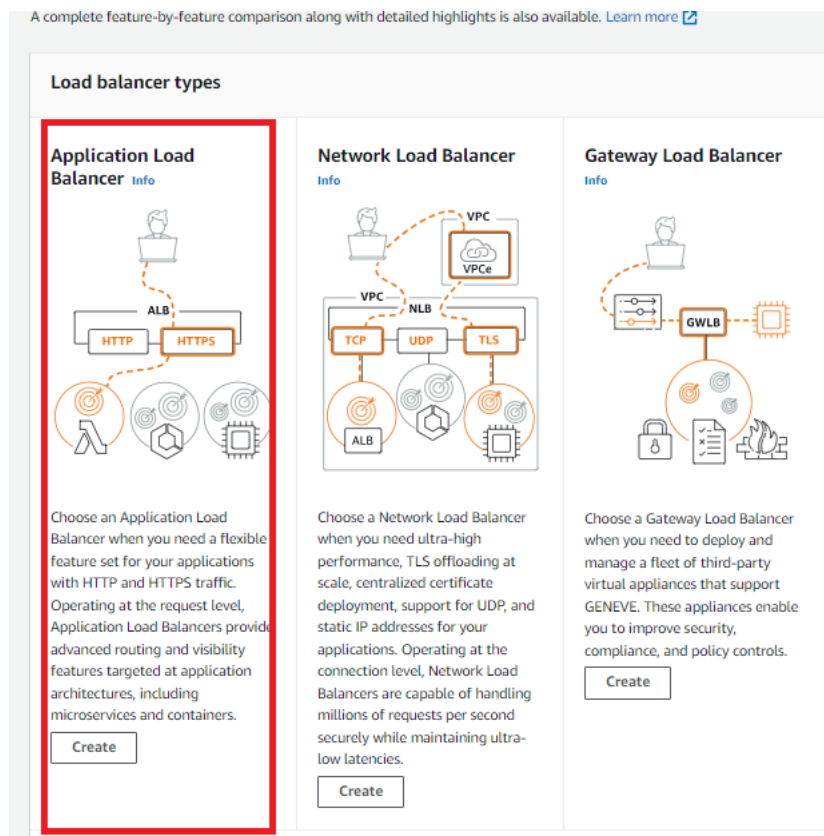 A complete feature-by-feature comparison along with detailed highlights is also available. Learn more
Load balancer types
Application Load
Balancer Info
ALB
HTTP
HTTPS
Choose an Application Load
Balancer when you need a flexible
feature set for your applications
with HTTP and HTTPS traffic.
Operating at the request level,
Application Load Balancers provide
advanced routing and visibility
features targeted at application
architectures, including
microservices and containers.
Create
Network Load Balancer
Info
VPC
VPCe
VPC
NLB
TCP
UDP
TLS
ALB
Choose a Network Load Balancer
when you need ultra-high
performance, TLS offloading at
scale, centralized certificate
deployment, support for UDP, and
static IP addresses for your
applications. Operating at the
connection level, Network Load
Balancers are capable of handling
millions of requests per second
securely while maintaining ultra-
low latencies.
Create
Gateway Load Balancer
Info
GWLB
Choose a Gateway Load Balancer
when you need to deploy and
manage a fleet of third-party
virtual appliances that support
GENEVE. These appliances enable
you to improve security,
compliance, and policy controls.
Create